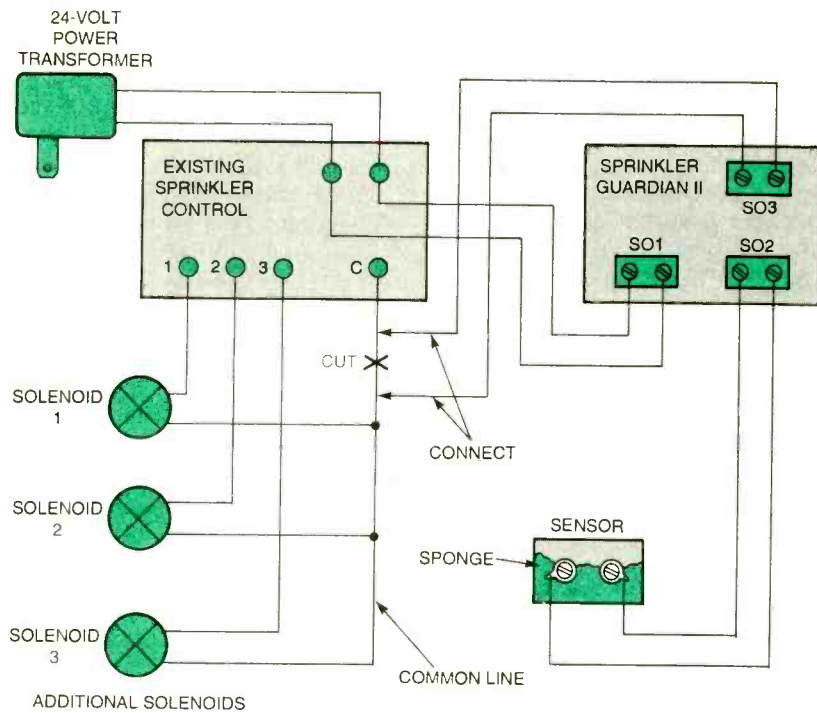 24-VOLT
POWER
TRANSFORMER
EXISTING
SPRINKLER
CONTROL
1
2
3
C
SPRINKLER
GUARDIAN II
SO3
SO1
SO2
CUT
CONNECT
SOLENOID
1
SOLENOID
2
SENSOR
SPONGE
SOLENOID
3
COMMON LINE
ADDITIONAL SOLENOIDS